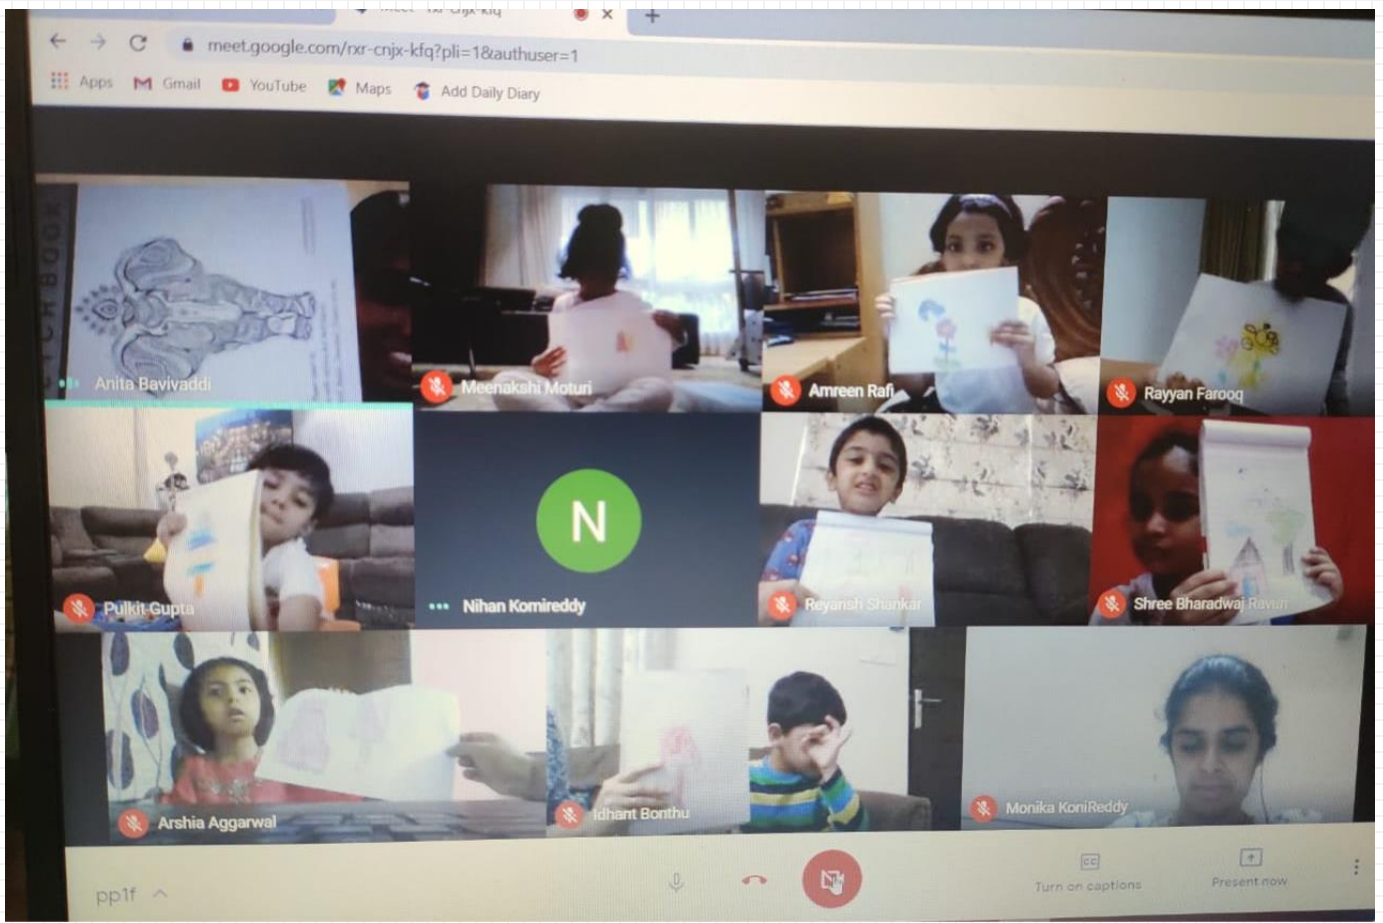 meet.google.com/rxr-cnjx-kfq?pli=1&authuser=1
Apps Gmail YouTube Maps Add Daily Diary
Anita Bavivaddi
Meenakshi Moturi
Amreen Rafi
Rayyan Farooq
Pulkit Gupta
N
Nihan Komireddy
Reyansh Shankar
Shree Bharadwaj
Arshia Aggarwal
Idhant Bonthu
Monika KoniReddy
pp1f
CC
Turn on captions
Present now